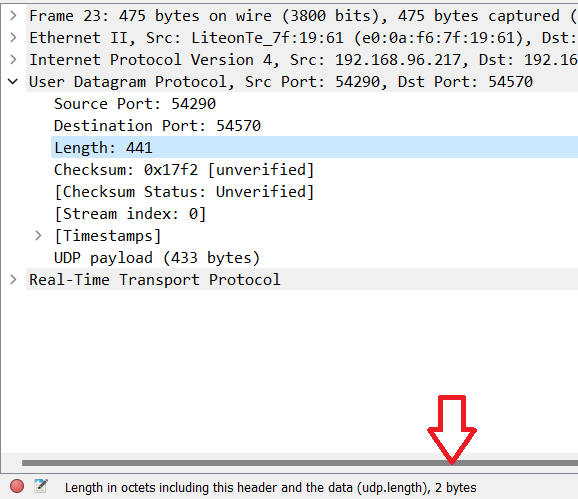 Frame 23: 475 bytes on wire (3800 bits), 475 bytes captured (
Ethernet II, Src: LiteonTe_7f:19:61 (e0:0a:f6:7f:19:61), Dst:
Internet Protocol Version 4, Src: 192.168.96.217, Dst: 192.16
User Datagram Protocol, Src Port: 54290, Dst Port: 54570
Source Port: 54290
Destination Port: 54570
Length: 441
Checksum: 0x17f2 [unverified]
[Checksum Status: Unverified]
[Stream index: 0]
[Timestamps]
UDP payload (433 bytes)
Real-Time Transport Protocol
Length in octets including this header and the data (udp.length), 2 bytes